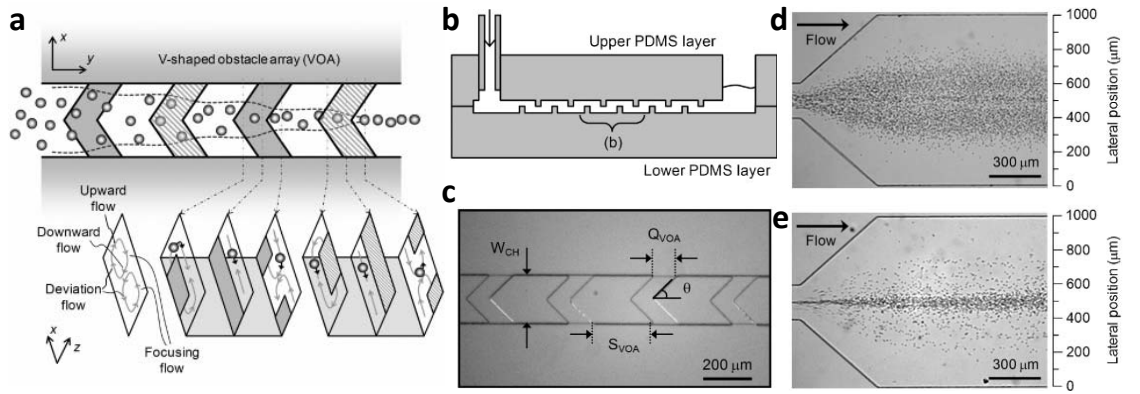 a
x
y
V-shaped obstacle array (VOA)
Upward
flow
Downward
flow
Deviation
flow
Focusing
flow
x
z
b
Upper PDMS layer
(b)
Lower PDMS layer
c
W_CH
Q_VOA
θ
S_VOA
200 μm
d
Flow
1000
800
600
400
200
0
Lateral position (μm)
300 μm
e
Flow
1000
800
600
400
200
0
Lateral position (μm)
300 μm